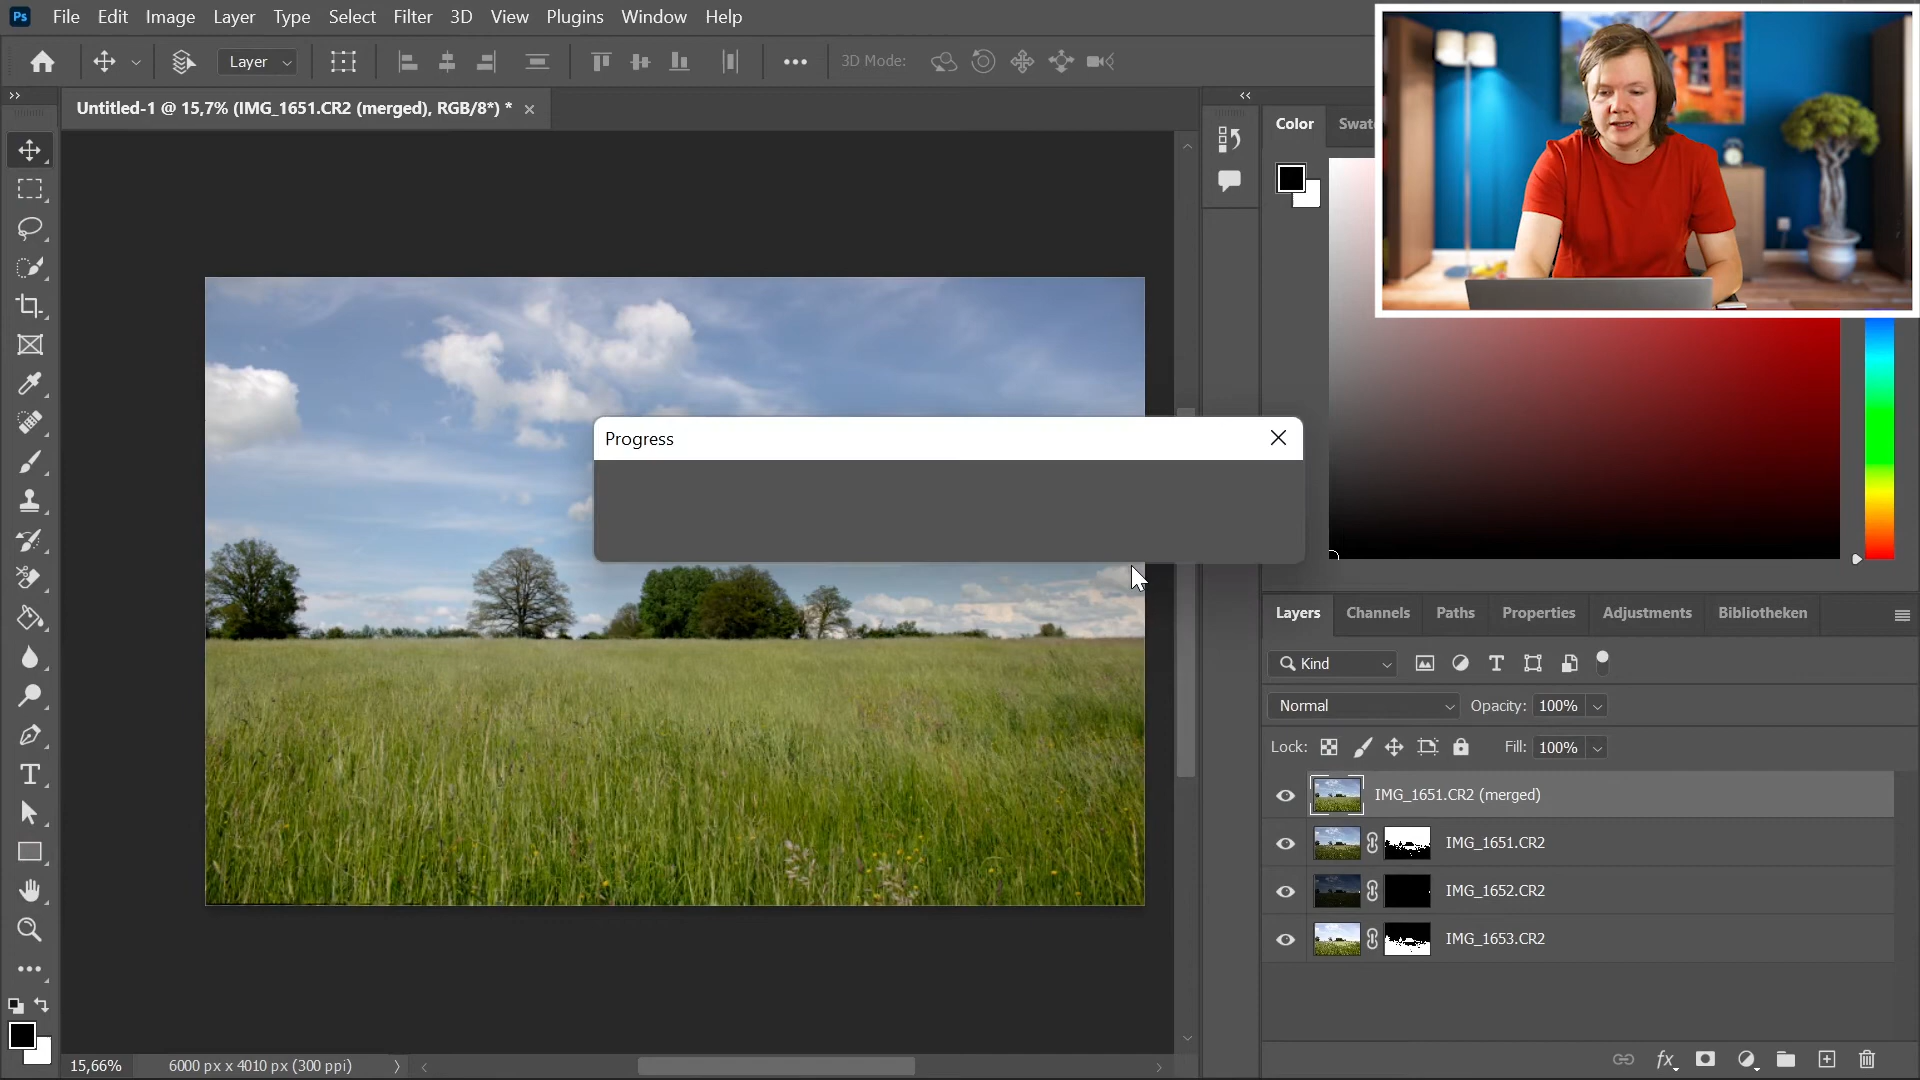 Ps File Edit Image Layer Type Select Filter 3D View Plugins Window Help
Layer 3D Mode:
Untitled-1 @ 15,7% (IMG_1651.CR2 (merged), RGB/8*) *
Color Swatc
Progress
Layers Channels Paths Properties Adjustments Bibliotheken
Kind
Normal Opacity: 100%
Lock: Fill: 100%
IMG_1651.CR2 (merged)
IMG_1651.CR2
IMG_1652.CR2
IMG_1653.CR2
15,66% 6000 px x 4010 px (300 ppi)
fx